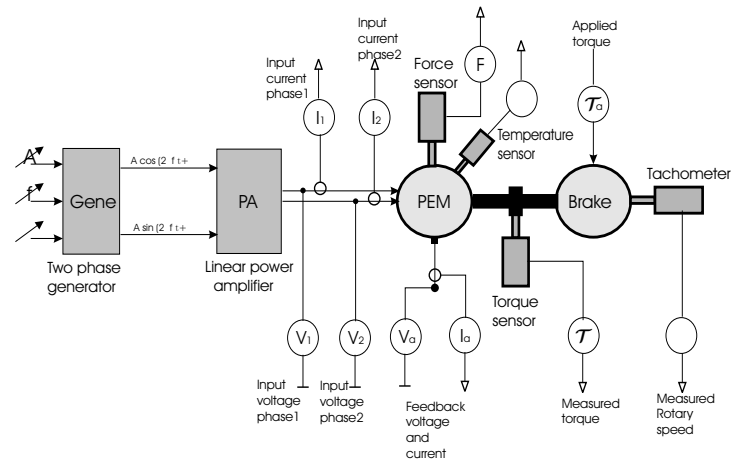 Input
current
phase1
Input
current
phase2
Force
sensor
F
Applied
torque
I1
I2
𝒯a
Temperature
sensor
A
f
Gene
A cos (2 f t+
A sin (2 f t+
PA
PEM
Brake
Tachometer
Two phase
generator
Linear power
amplifier
Torque
sensor
V1
V2
Va
Ia
𝒯
Input
voltage
phase1
Input
voltage
phase2
Feedback
voltage
and
current
Measured
torque
Measured
Rotary
speed